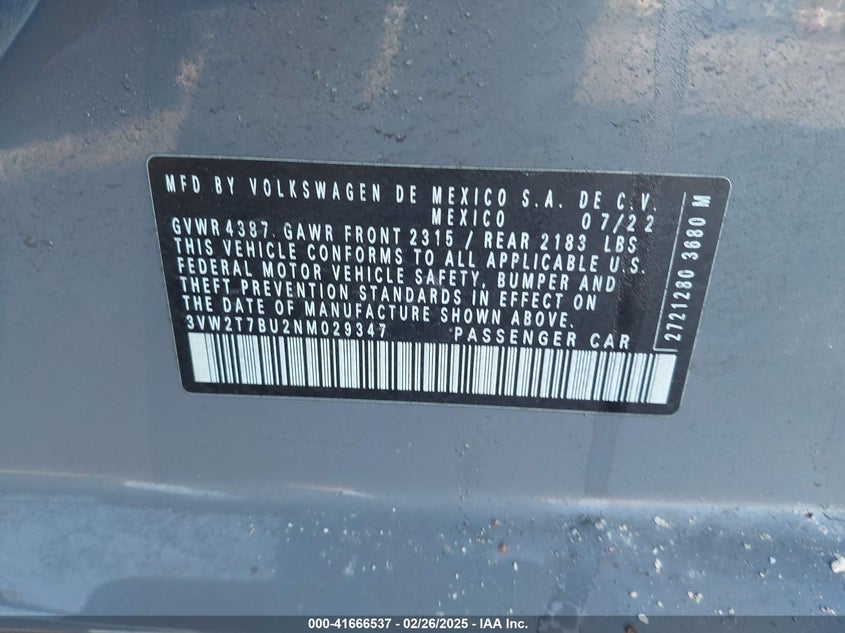 MFD BY VOLKSWAGEN DE MEXICO S.A. DE C.V.
MEXICO 07/22
GVWR 4387. GAWR FRONT 2315 / REAR 2183 LBS
THIS VEHICLE CONFORMS TO ALL APPLICABLE U.S.
FEDERAL MOTOR VEHICLE SAFETY, BUMPER AND
THEFT PREVENTION STANDARDS IN EFFECT ON
THE DATE OF MANUFACTURE SHOWN ABOVE.
3VW2T7BU2NM029347 PASSENGER CAR
2721280 3680 M
000-41666537 - 02/26/2025 - IAA Inc.